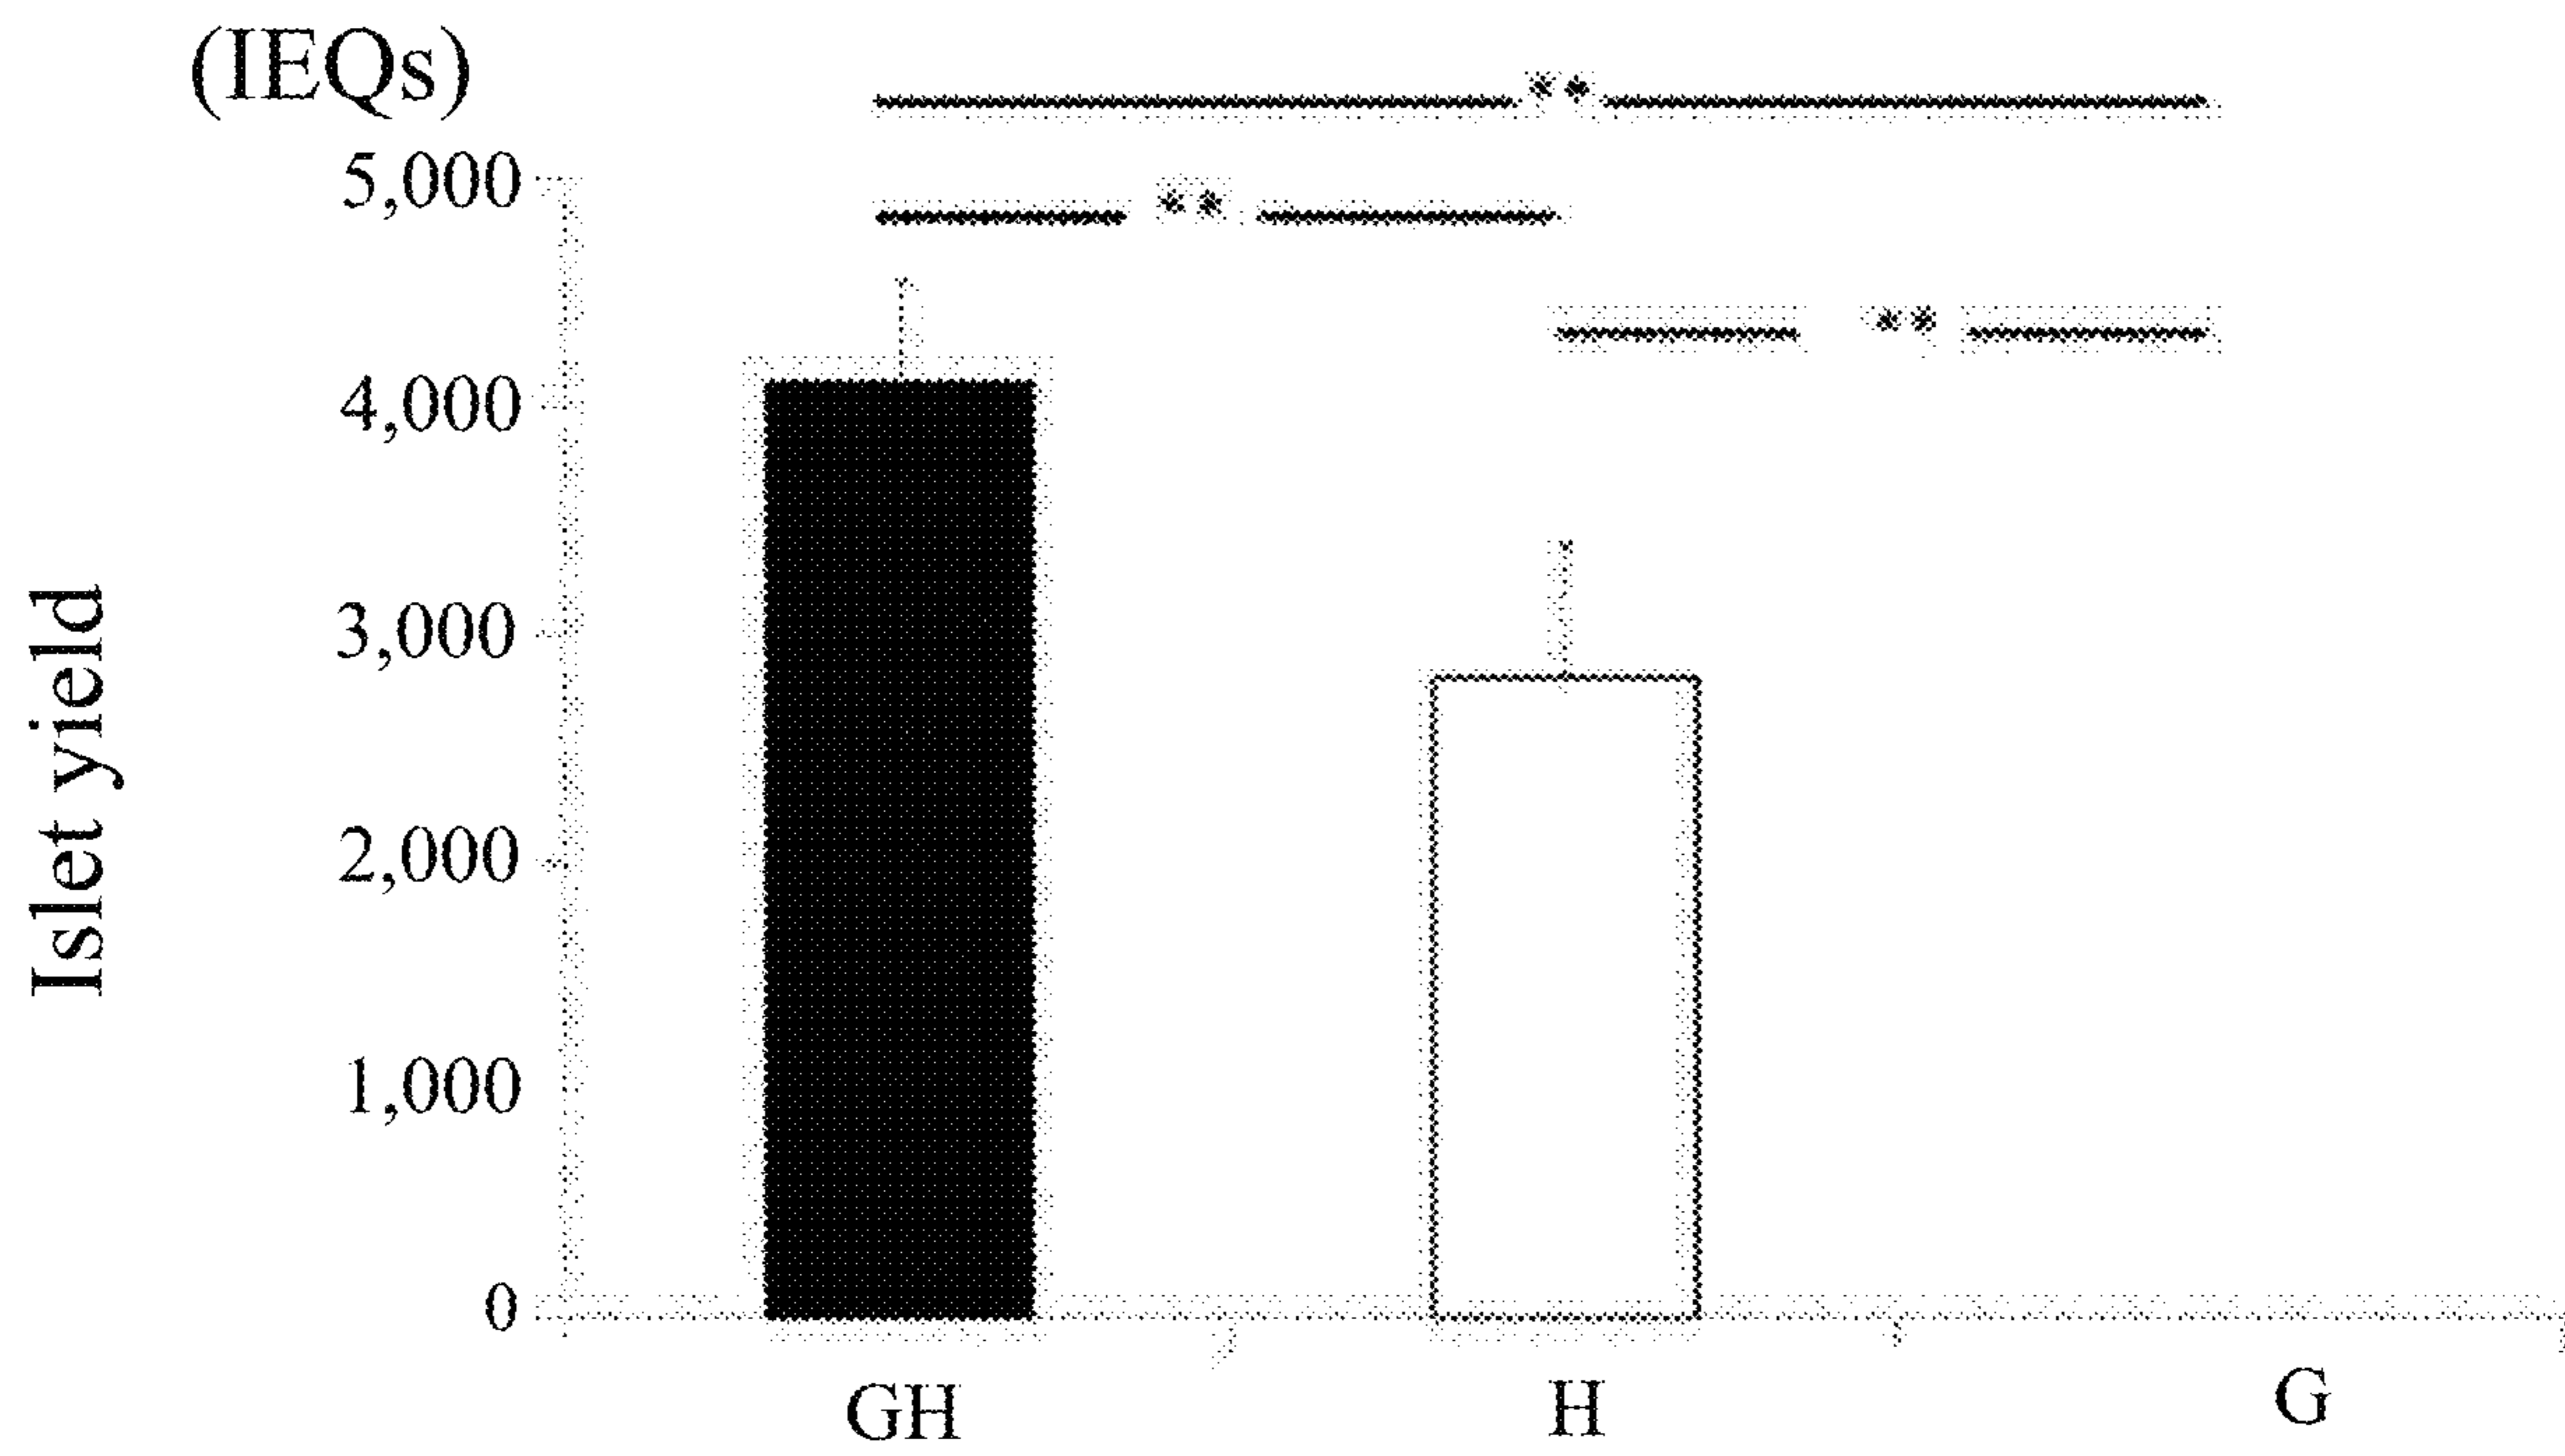 (IEQs)
**
5,000
**
**
4,000
3,000
Islet yield
2,000
1,000
0
GH
H
G